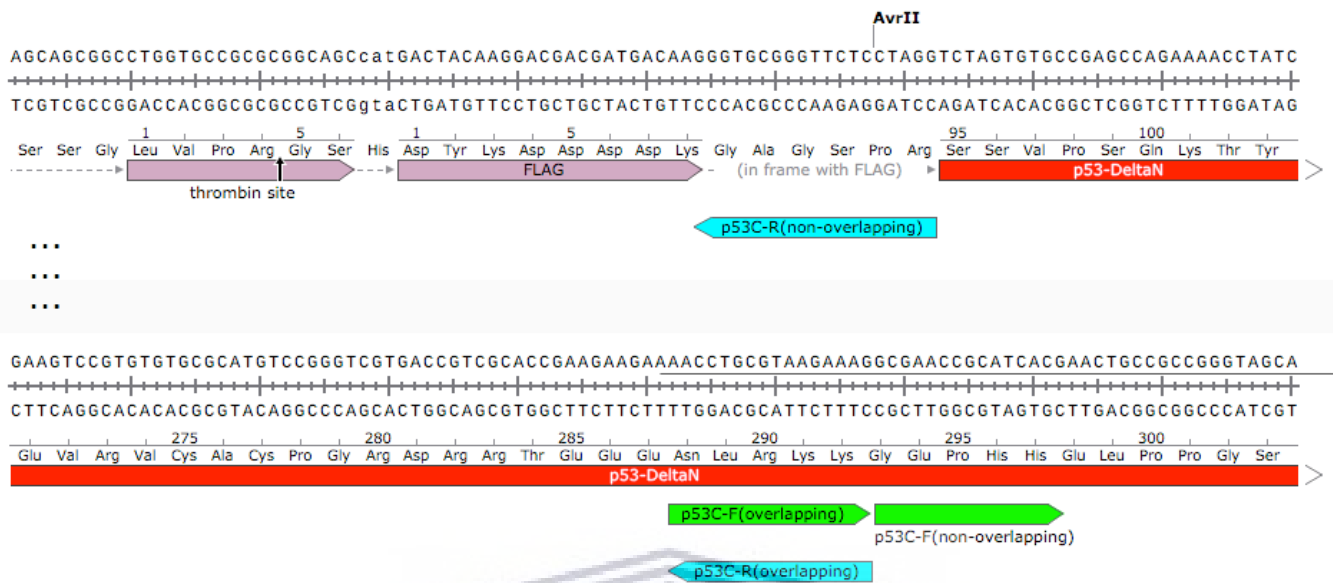 AvrII
AGCAGCGGCCTGGTGCCGCGCGGCAGCcatGACTACAAGGACGACGATGACAAGGGTGCGGGTTCTCCTAGGTCTAGTGTGCCGAGCCAGAAAACCTATC
TCGTCGCCGGACCACGGCGCGCCGTCGgtaCTGATGTTCCTGCTGCTACTGTTCCCACGCCCAAGAGGATCCAGATCACACGGCTCGGTCTTTTGGATAG
1 5 1 5 95 100
Ser Ser Gly Leu Val Pro Arg Gly Ser His Asp Tyr Lys Asp Asp Asp Asp Lys Gly Ala Gly Ser Pro Arg Ser Ser Val Pro Ser Gln Lys Thr Tyr
FLAG (in frame with FLAG) p53-DeltaN
thrombin site
p53C-R(non-overlapping)
...
...
...
GAAGTCCGTGTGTGCGCATGTCCGGGTCGTGACCGTCGCACCGAAGAAGAAAACCTGCGTAAGAAAGGCGAACCGCATCACGAACTGCCGCCGGGTAGCA
CTTCAGGCACACACGCGTACAGGCCCAGCACTGGCAGCGTGGCTTCTTCTTTTGGACGCATTCTTTCCGCTTGGCGTAGTGCTTGACGGCGGCCCATCGT
275 280 285 290 295 300
Glu Val Arg Val Cys Ala Cys Pro Gly Arg Asp Arg Arg Thr Glu Glu Glu Asn Leu Arg Lys Lys Gly Glu Pro His His Glu Leu Pro Pro Gly Ser
p53-DeltaN
p53C-F(overlapping)
p53C-F(non-overlapping)
p53C-R(overlapping)